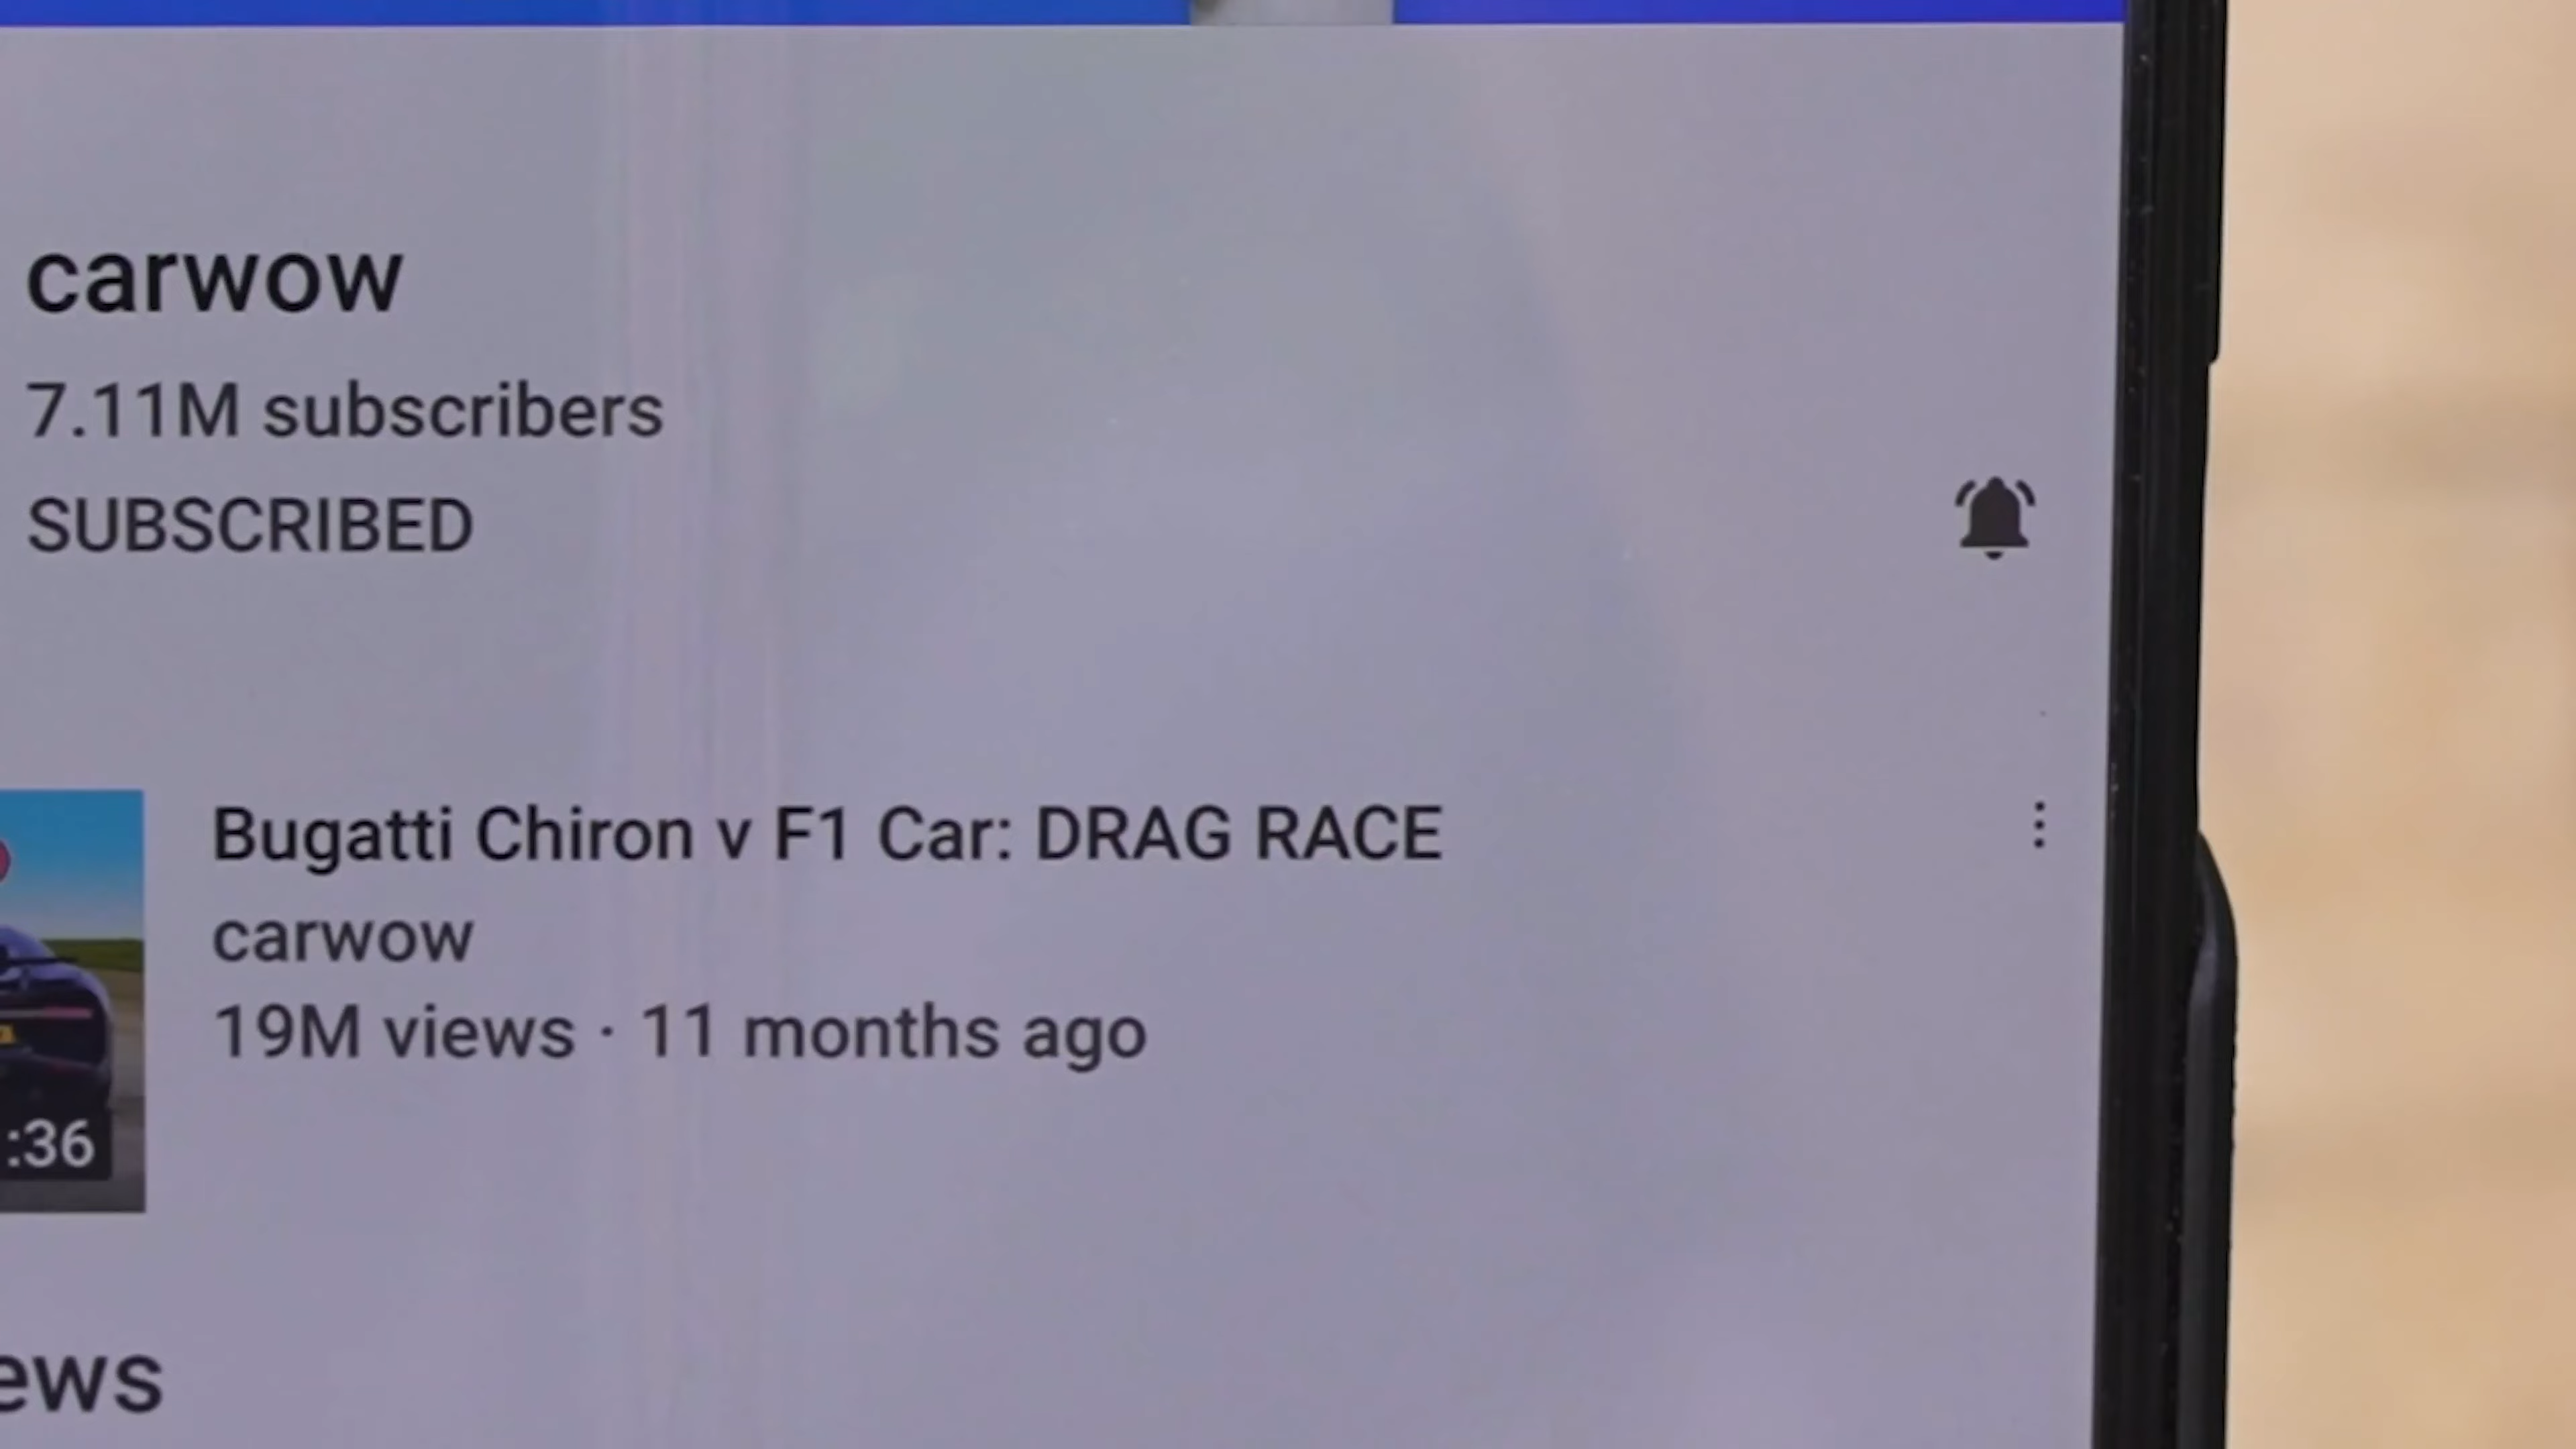 carwow
7.11M subscribers
SUBSCRIBED
Bugatti Chiron v F1 Car: DRAG RACE
carwow
19M views · 11 months ago
:36
ews